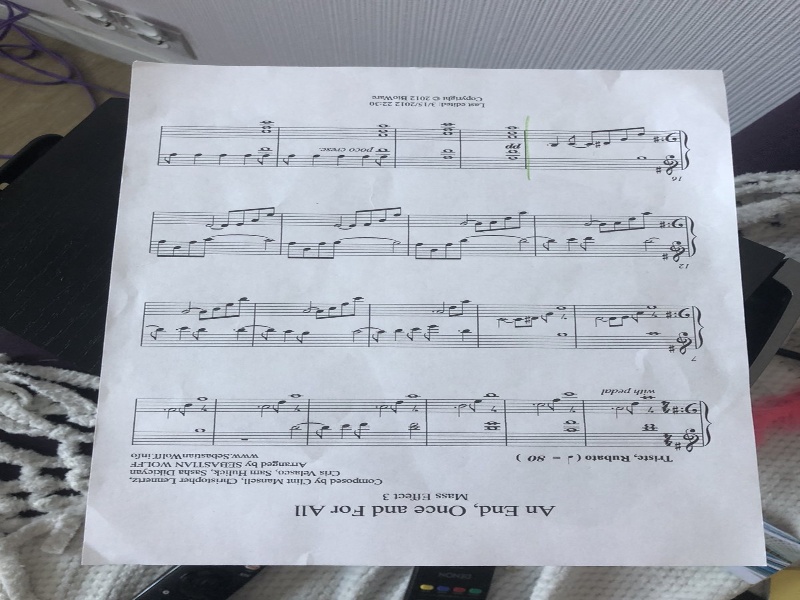 An End, Once and For All
Mass Effect 3
Composed by Clint Mansell, Christopher Lennertz,
Cris Velasco, Sam Hulick, Sasha Dikicyan
Arranged by SEBASTIAN WOLFF
www.SebastianWolff.info
Triste, Rubato (♩ = 80 )
with pedal
7
12
16
pp
poco cresc.
Last edited: 3/15/2012 22:30
Copyright © 2012 BioWare
DENON